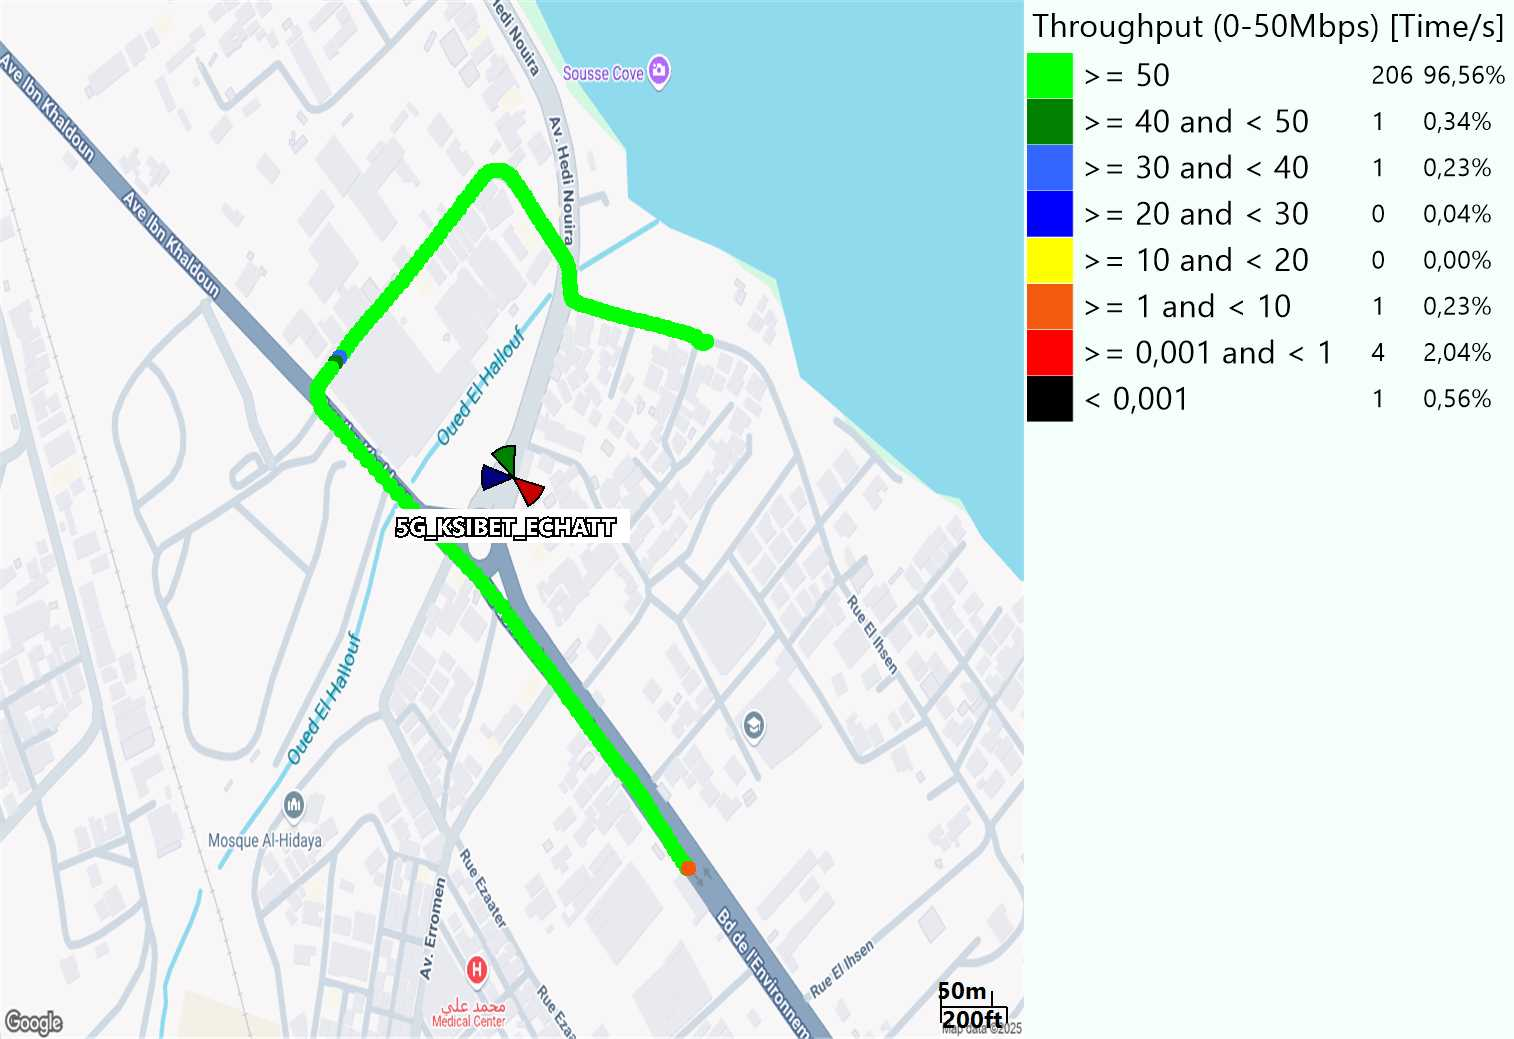 Throughput (0-50Mbps) [Time/s]
>= 50 206 96,56%
>= 40 and < 50 1 0,34%
>= 30 and < 40 1 0,23%
>= 20 and < 30 0 0,04%
>= 10 and < 20 0 0,00%
>= 1 and < 10 1 0,23%
>= 0,001 and < 1 4 2,04%
< 0,001 1 0,56%
Hedi Nouira
Sousse Cove
Ave Ibn Khaldoun
Av. Hedi Nouira
Ave Ibn Khaldoun
Oued El Hallouf
5G_KSIBET_ECHATT
Rue El Ihsen
Oued El Hallouf
Mosque Al-Hidaya
Rue Ezaater
Av. Erromen
Bd de l'Environnem
Rue El Ihsen
محمد علي
Medical Center
Rue Ezaa
50m
200ft
Google
Map data ©2025